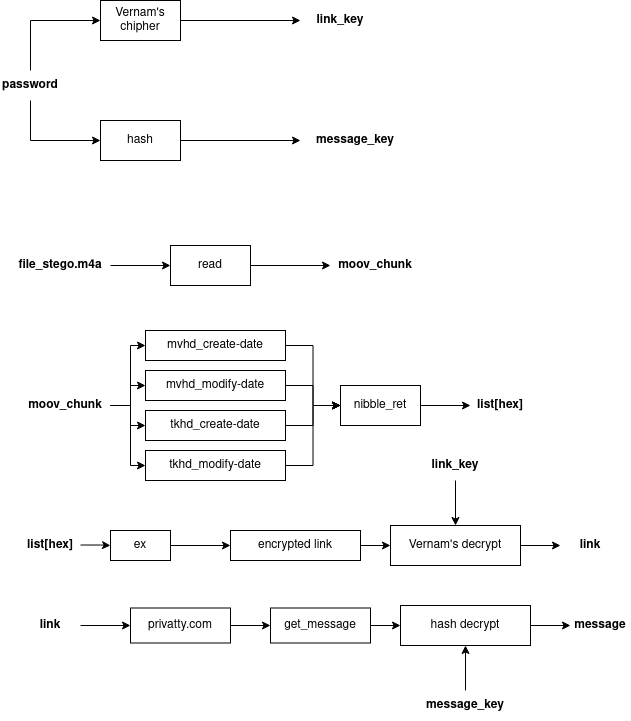 Vernam's
chipher
link_key
password
hash
message_key
file_stego.m4a
read
moov_chunk
mvhd_create-date
mvhd_modify-date
moov_chunk
nibble_ret
list[hex]
tkhd_create-date
tkhd_modify-date
link_key
list[hex]
ex
encrypted link
Vernam's decrypt
link
link
privatty.com
get_message
hash decrypt
message
message_key